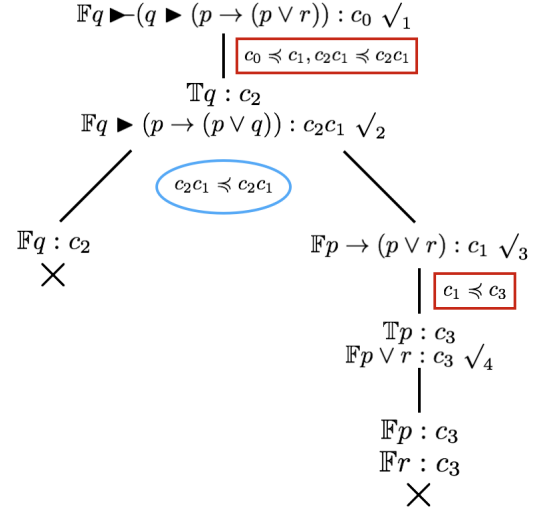 𝔽q ▶–(q ▶ (p → (p ∨ r)) : c₀ √₁
c₀ ≼ c₁, c₂c₁ ≼ c₂c₁
𝕋q : c₂
𝔽q ▶ (p → (p ∨ q)) : c₂c₁ √₂
c₂c₁ ≼ c₂c₁
𝔽q : c₂
×
𝔽p → (p ∨ r) : c₁ √₃
c₁ ≼ c₃
𝕋p : c₃
𝔽p ∨ r : c₃ √₄
𝔽p : c₃
𝔽r : c₃
×